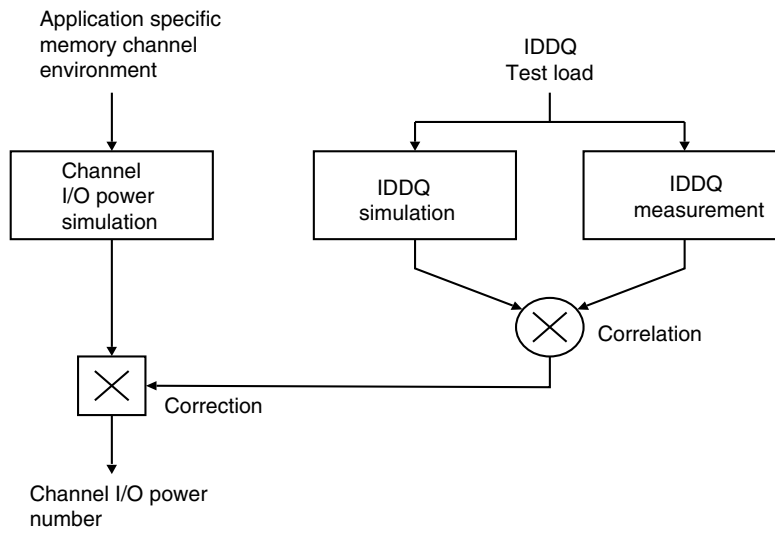 Application specific
memory channel
environment
IDDQ
Test load
Channel
I/O power
simulation
IDDQ
simulation
IDDQ
measurement
Correlation
Correction
Channel I/O power
number